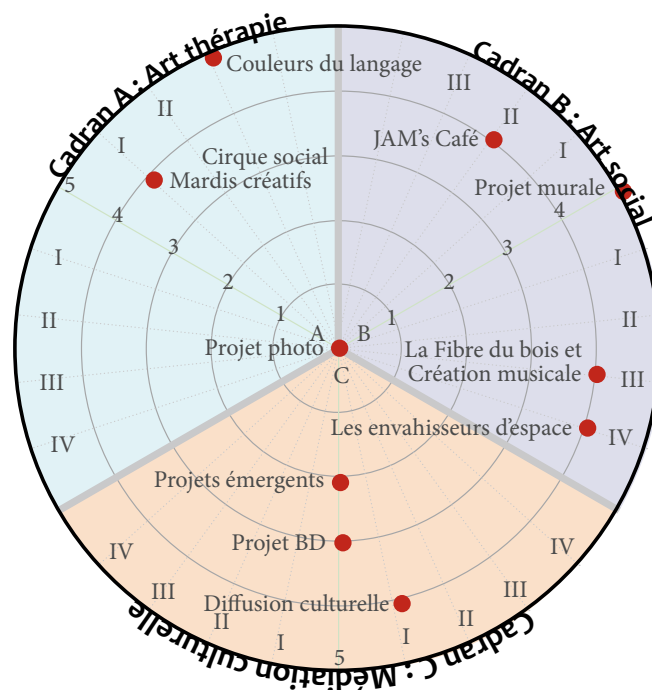 Cadran A : Art thérapie
Cadran B : Art social
Couleurs du langage
III
II
II
I
JAM's Café
I
Cirque social
Mardis créatifs
Projet murale
5
4
4
3
3
I
I
2
2
1
1
II
II
A
B
Projet photo
La Fibre du bois et
Création musicale
C
III
III
IV
Les envahisseurs d'espace
IV
Projets émergents
Projet BD
IV
IV
III
III
Diffusion culturelle
II
II
I
I
5
Cadran C : Médiation culturelle